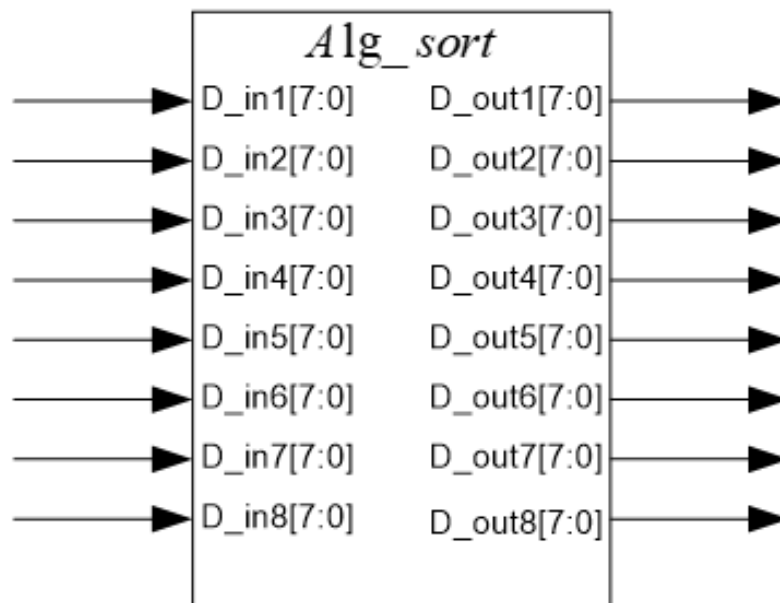 Alg_sort
D_in1[7:0] D_out1[7:0]
D_in2[7:0] D_out2[7:0]
D_in3[7:0] D_out3[7:0]
D_in4[7:0] D_out4[7:0]
D_in5[7:0] D_out5[7:0]
D_in6[7:0] D_out6[7:0]
D_in7[7:0] D_out7[7:0]
D_in8[7:0] D_out8[7:0]